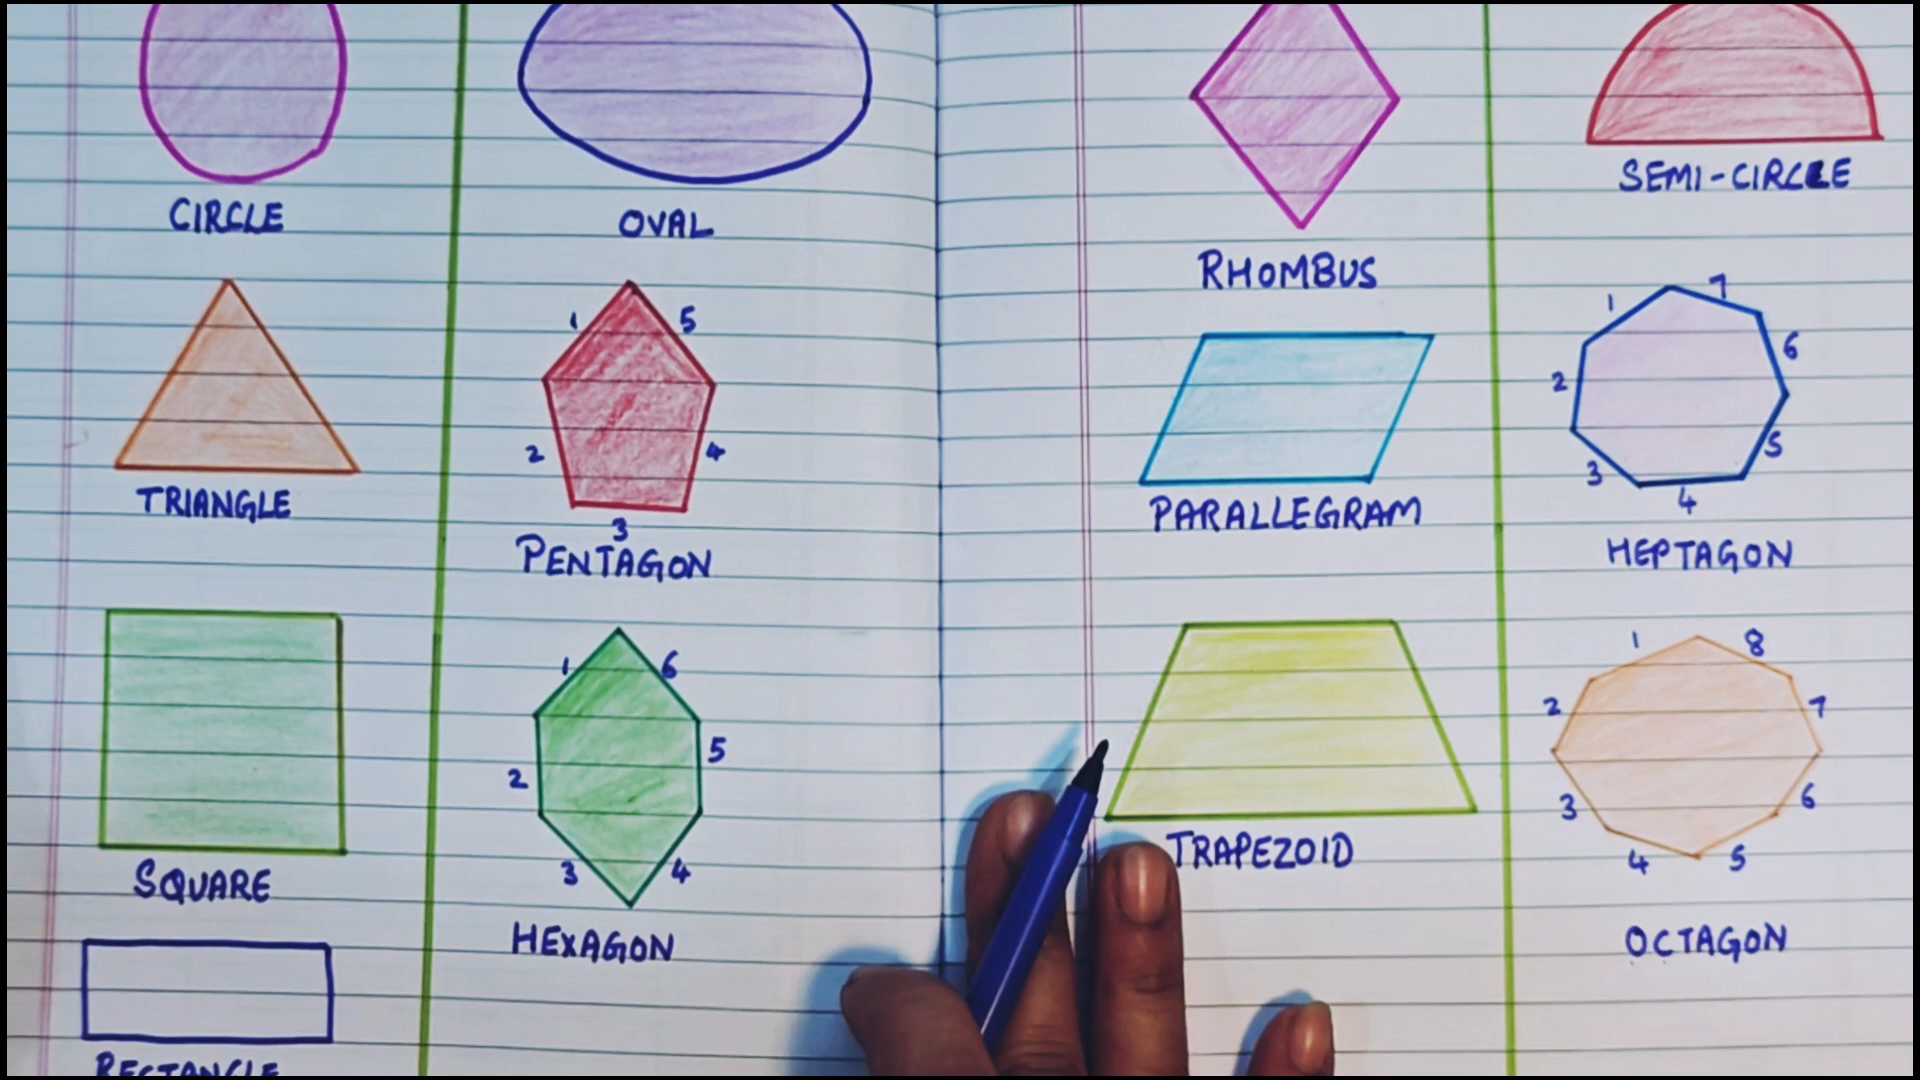 CIRCLE
OVAL
TRIANGLE
1 5
2 4
3
PENTAGON
SQUARE
1 6
2 5
3 4
HEXAGON
RECTANGLE
RHOMBUS
SEMI-CIRCLE
PARALLEGRAM
1 7
2 6
3 5
4
HEPTAGON
TRAPEZOID
1 8
2 7
3 6
4 5
OCTAGON